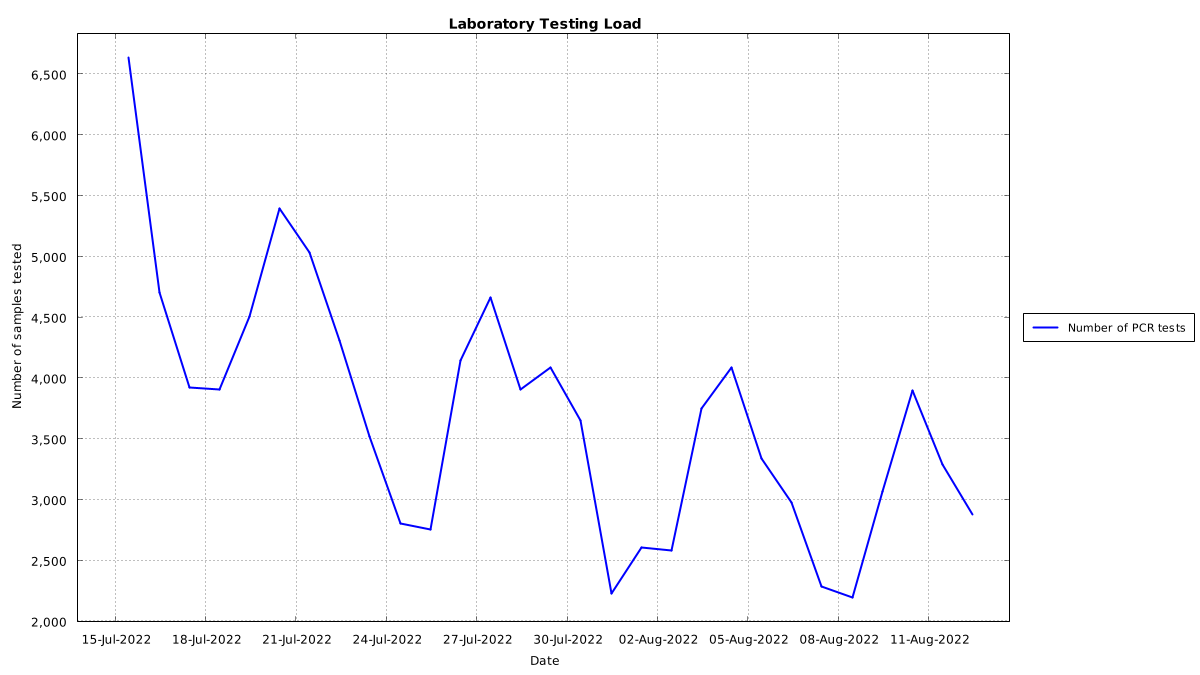 Laboratory Testing Load
Number of samples tested
6,500
6,000
5,500
5,000
4,500
4,000
3,500
3,000
2,500
2,000
15-Jul-2022 18-Jul-2022 21-Jul-2022 24-Jul-2022 27-Jul-2022 30-Jul-2022 02-Aug-2022 05-Aug-2022 08-Aug-2022 11-Aug-2022
Date
Number of PCR tests